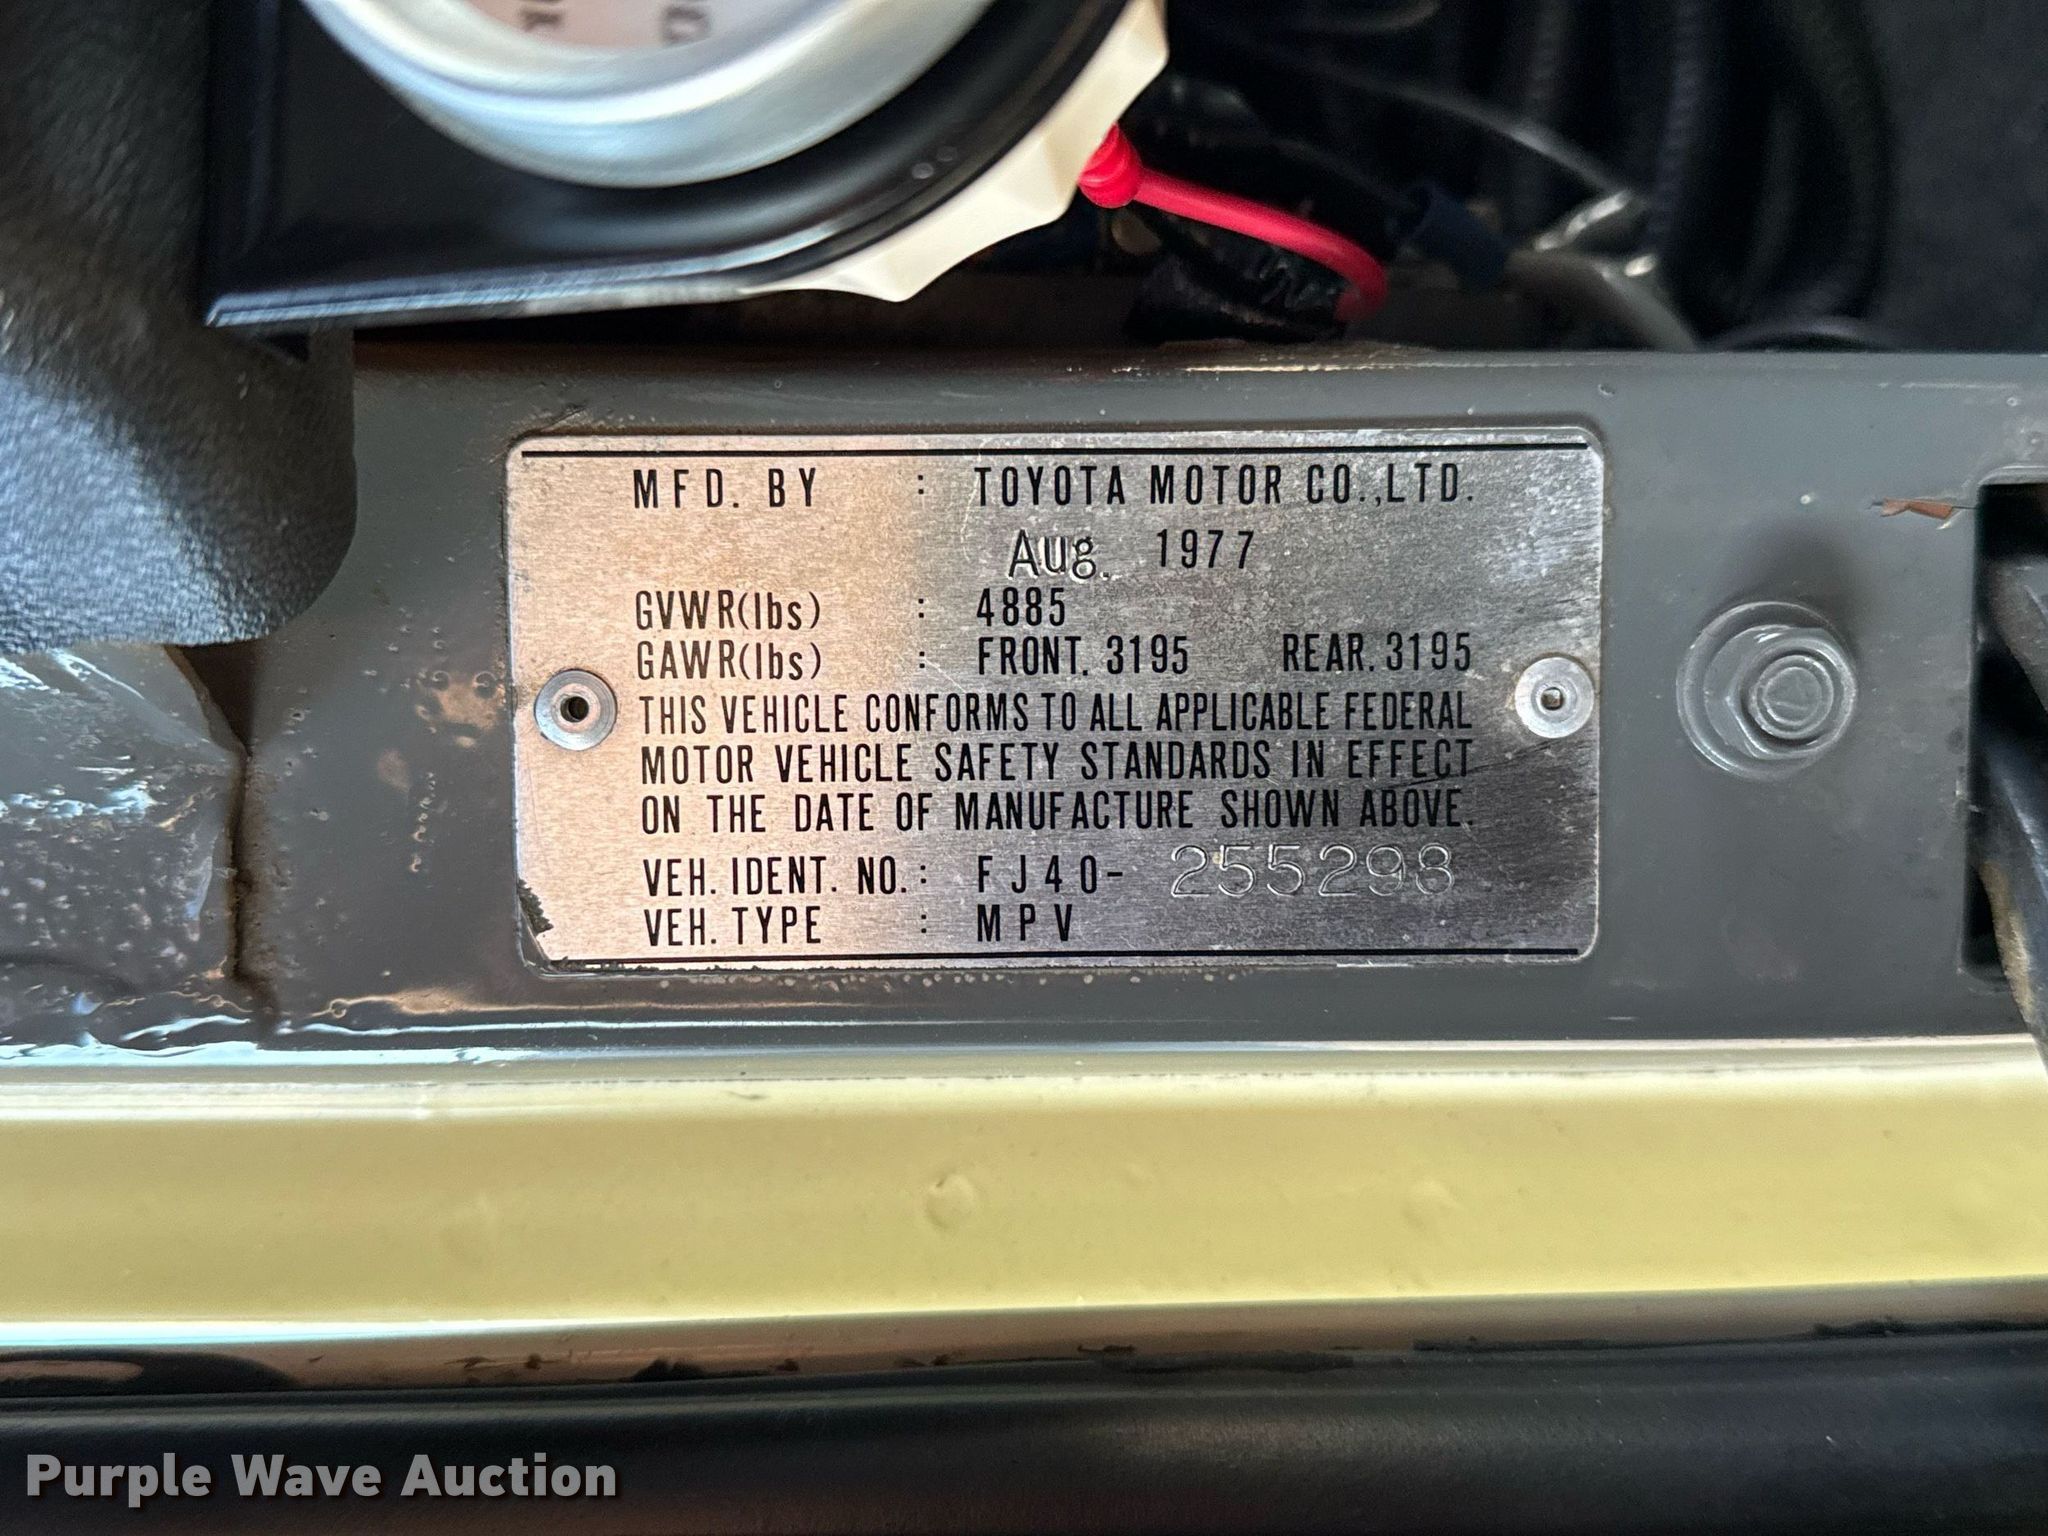 MFD. BY : TOYOTA MOTOR CO.,LTD.
Aug. 1977
GVWR(lbs) : 4885
GAWR(lbs) : FRONT. 3195 REAR. 3195
THIS VEHICLE CONFORMS TO ALL APPLICABLE FEDERAL
MOTOR VEHICLE SAFETY STANDARDS IN EFFECT
ON THE DATE OF MANUFACTURE SHOWN ABOVE.
VEH. IDENT. NO. : FJ40-255298
VEH. TYPE : MPV
Purple Wave Auction